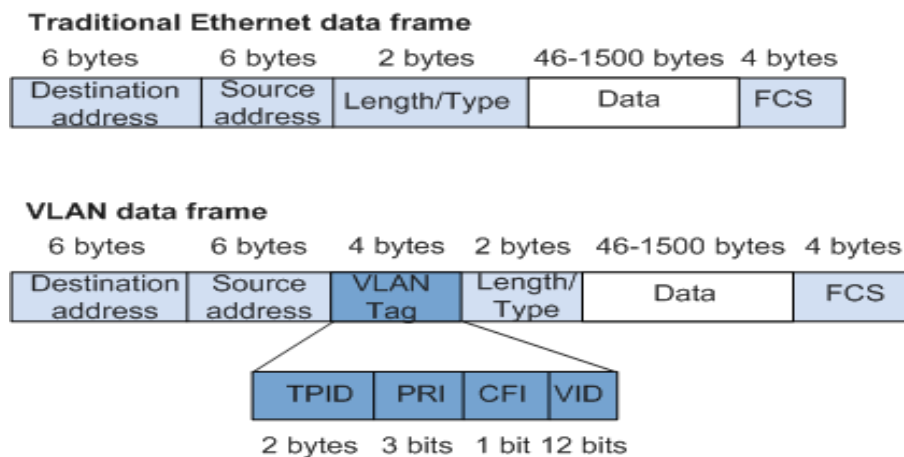 Traditional Ethernet data frame
6 bytes 6 bytes 2 bytes 46-1500 bytes 4 bytes
Destination address Source address Length/Type Data FCS
VLAN data frame
6 bytes 6 bytes 4 bytes 2 bytes 46-1500 bytes 4 bytes
Destination address Source address VLAN Tag Length/Type Data FCS
TPID PRI CFI VID
2 bytes 3 bits 1 bit 12 bits